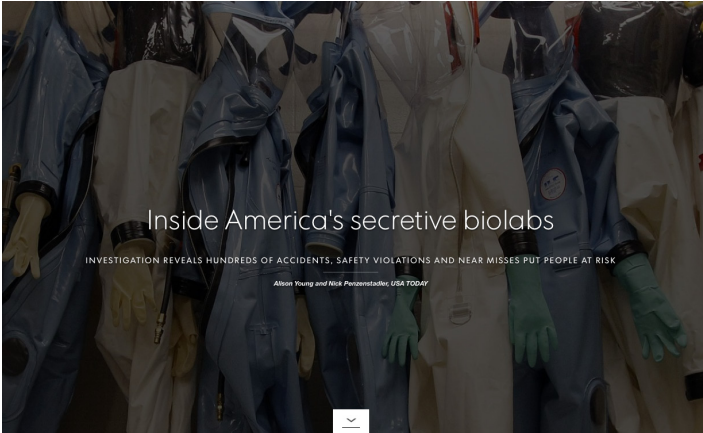 Inside America's secretive biolabs
INVESTIGATION REVEALS HUNDREDS OF ACCIDENTS, SAFETY VIOLATIONS AND NEAR MISSES PUT PEOPLE AT RISK
Alison Young and Nick Penzenstadler, USA TODAY